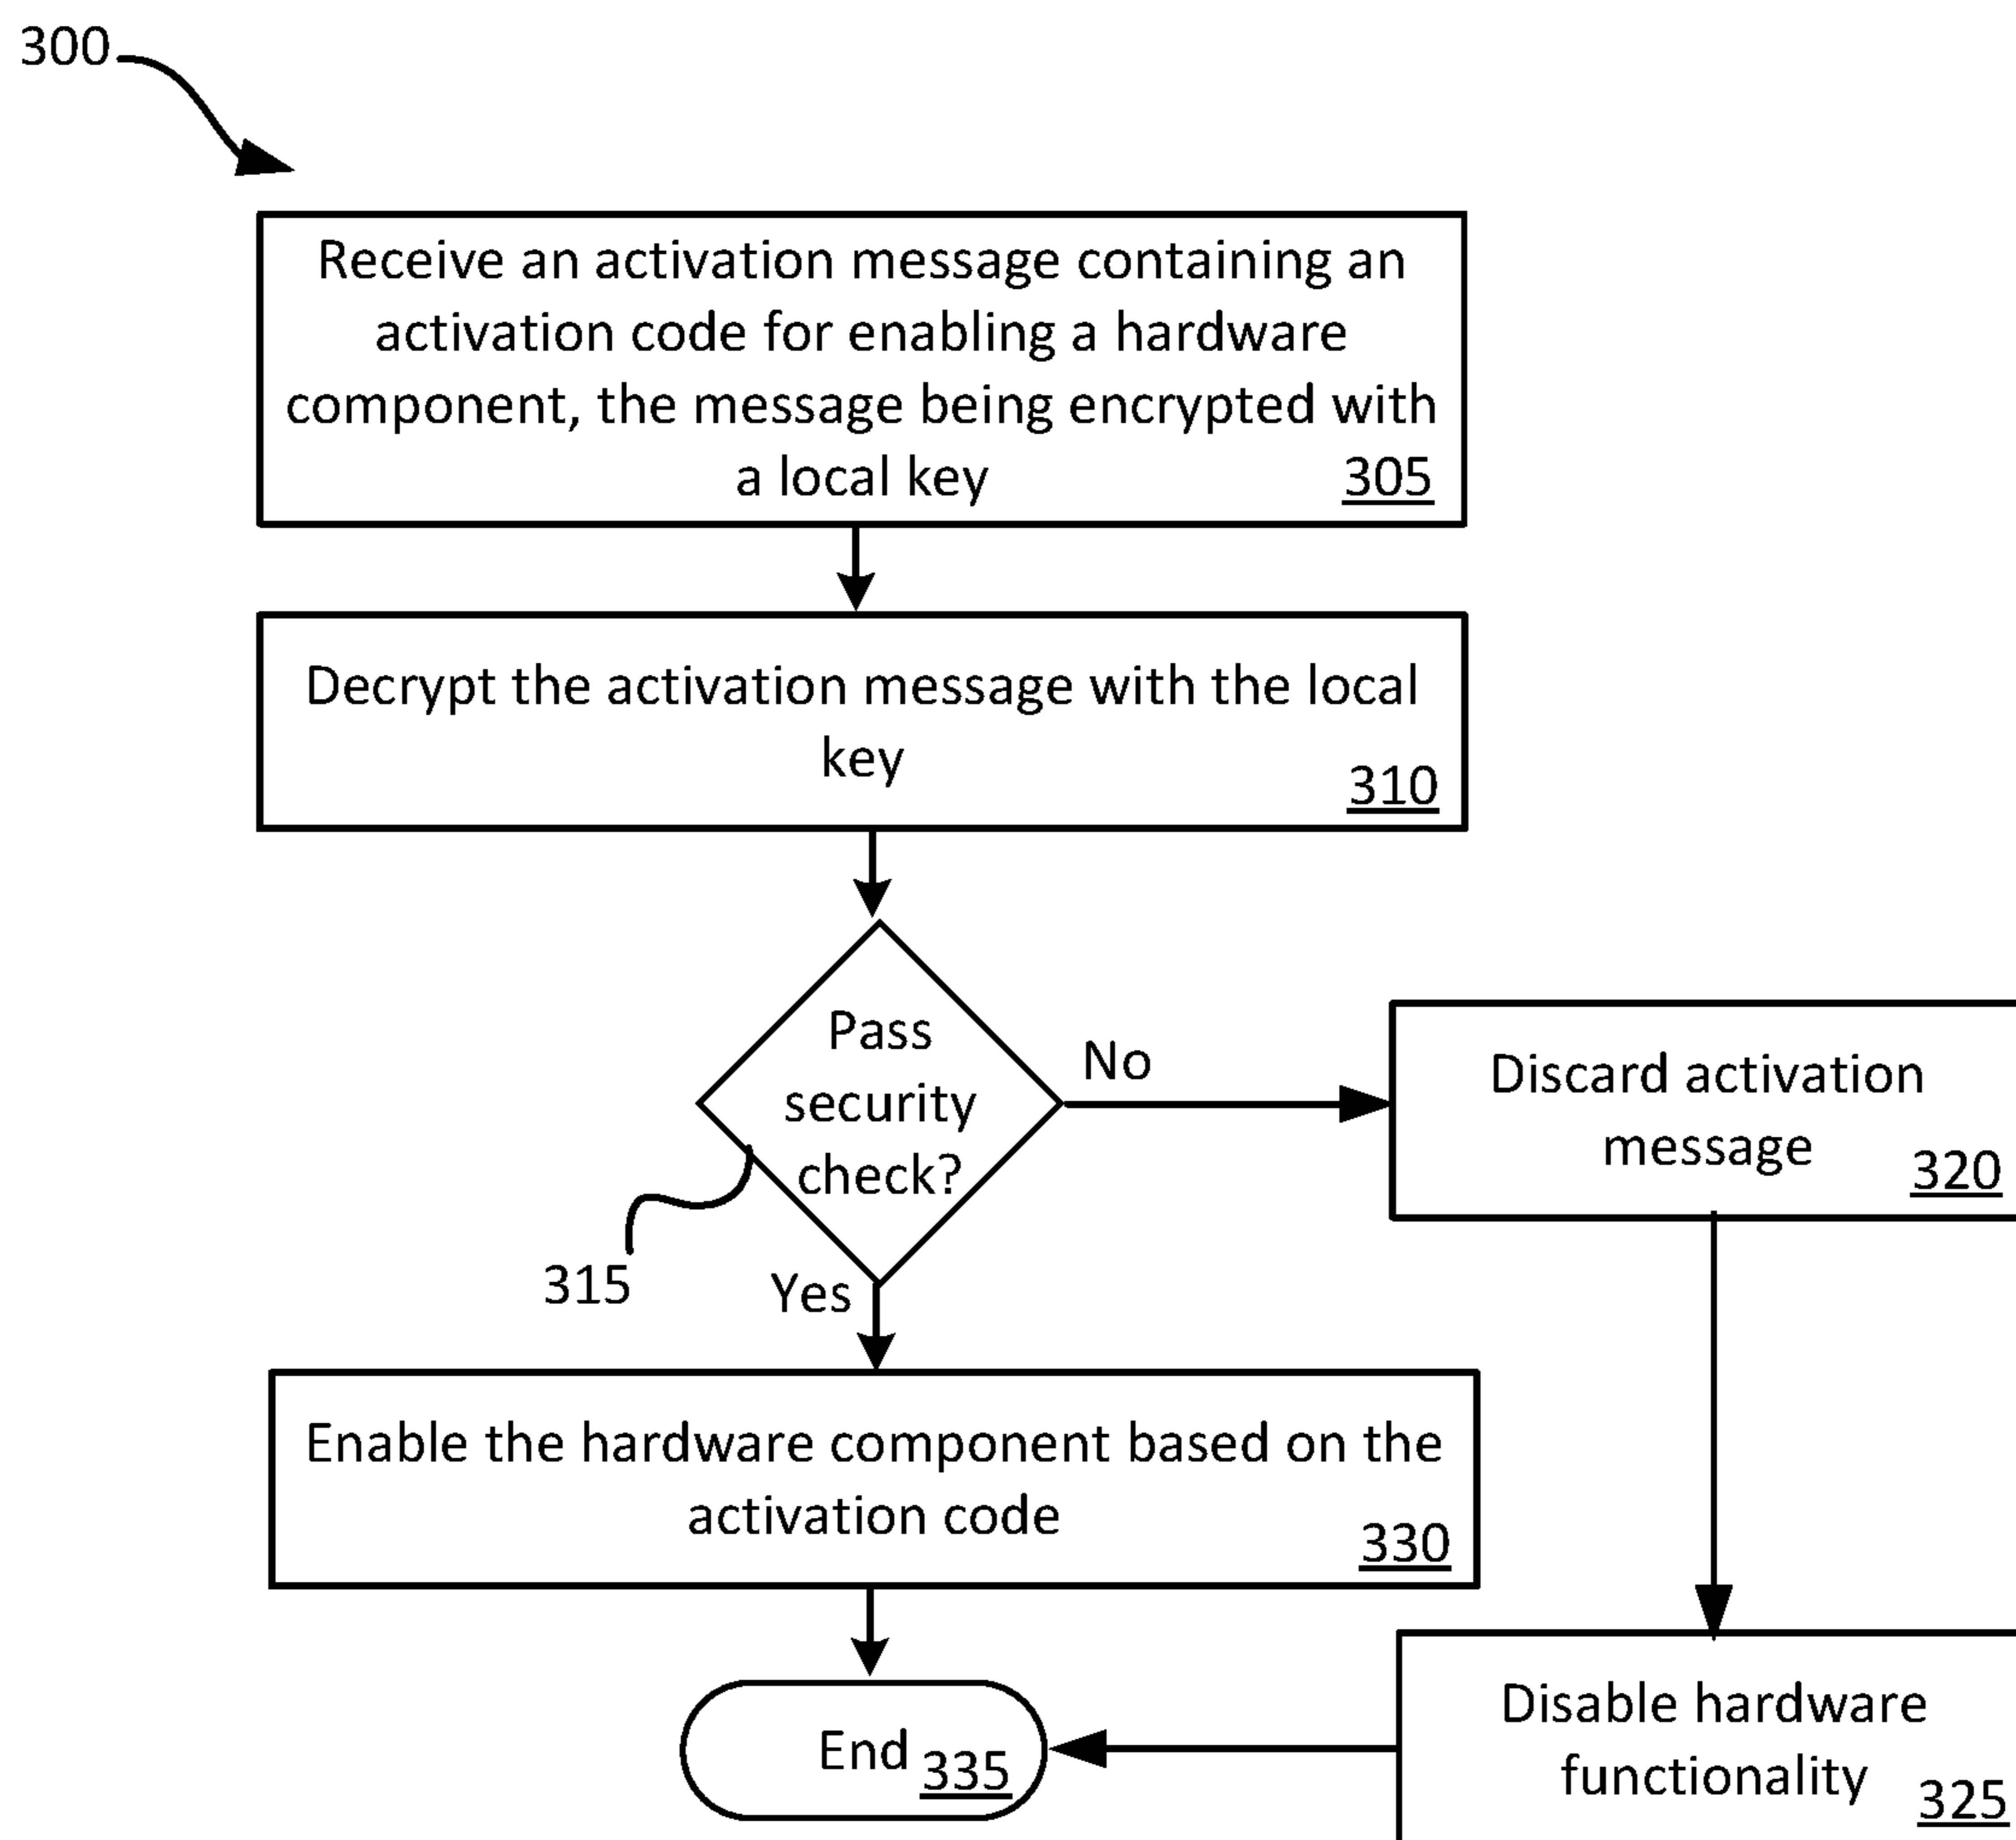 300
Receive an activation message containing an
activation code for enabling a hardware
component, the message being encrypted with
a local key
305
Decrypt the activation message with the local
key
310
Pass
security
check?
315
No
Discard activation
message
320
Yes
Enable the hardware component based on the
activation code
330
Disable hardware
functionality
325
End
335